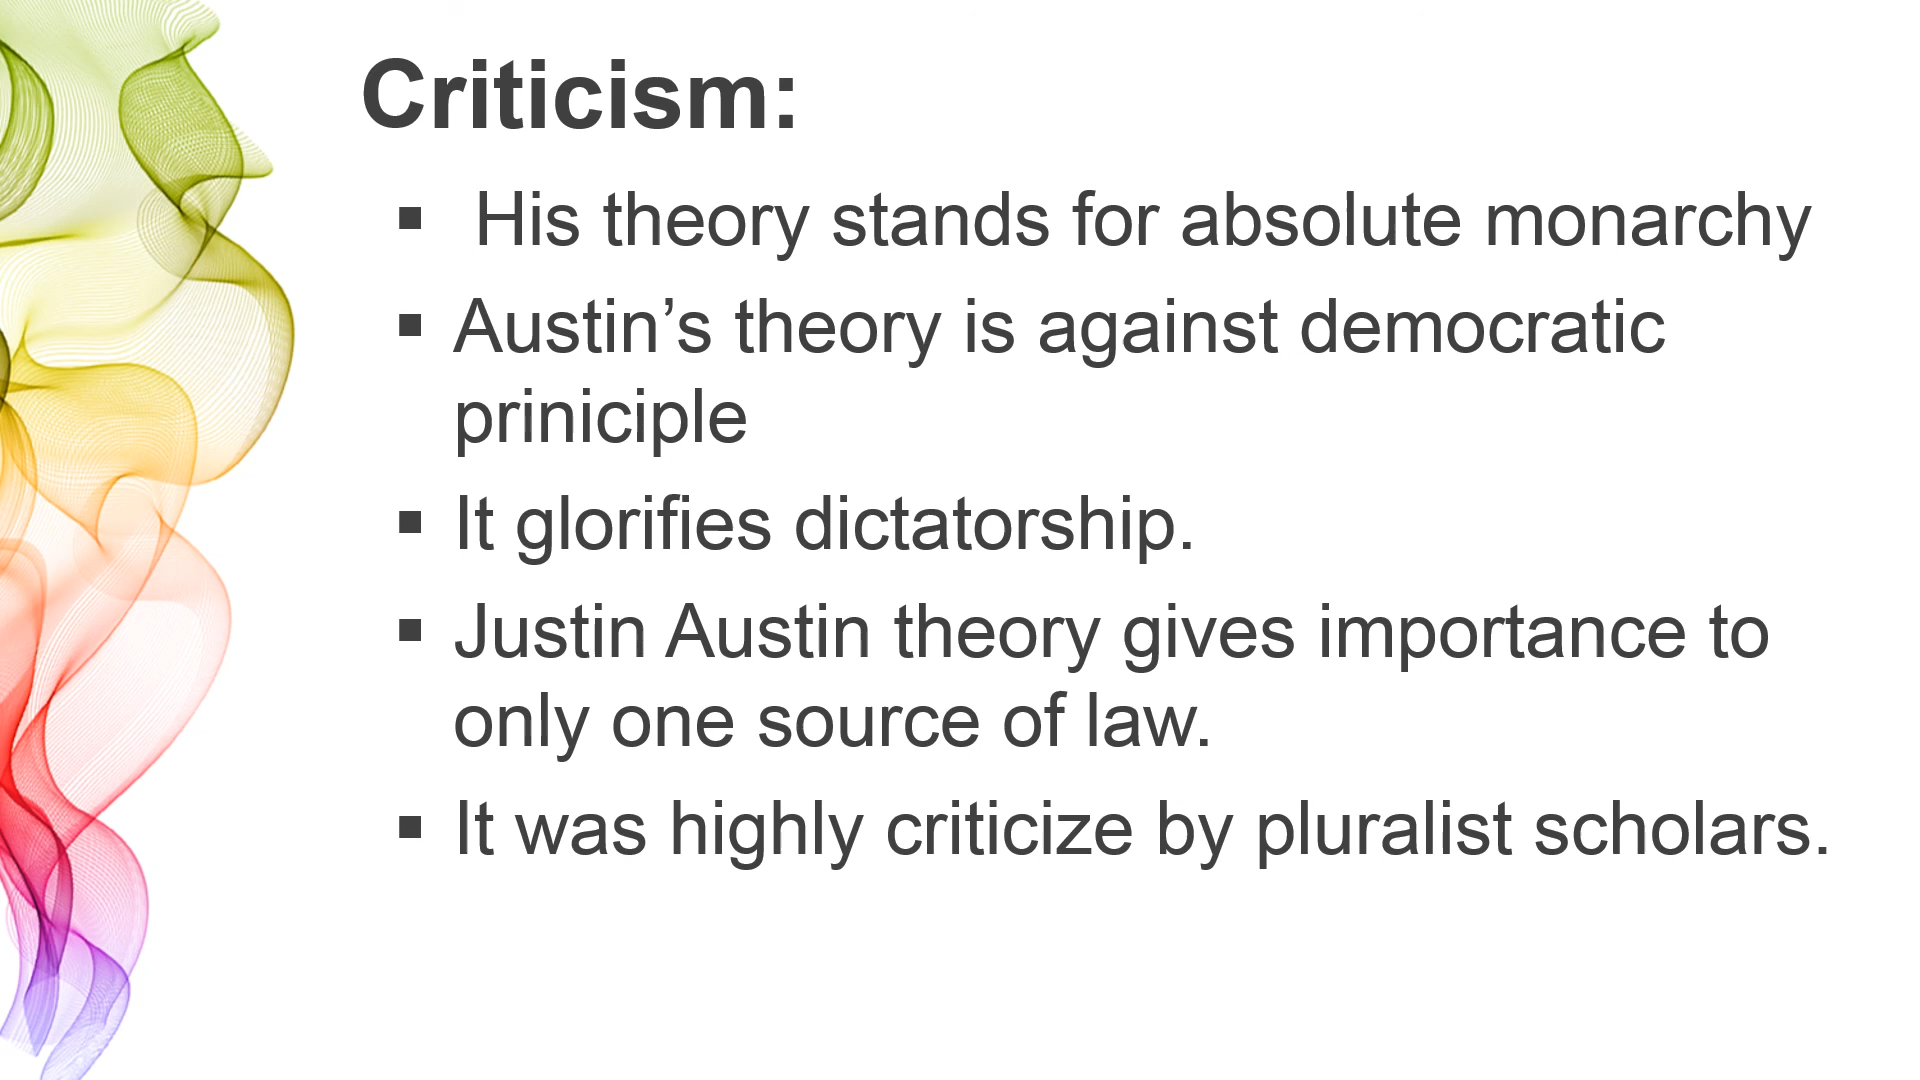 Criticism:
▪ His theory stands for absolute monarchy
▪ Austin’s theory is against democratic
priniciple
▪ It glorifies dictatorship.
▪ Justin Austin theory gives importance to
only one source of law.
▪ It was highly criticize by pluralist scholars.